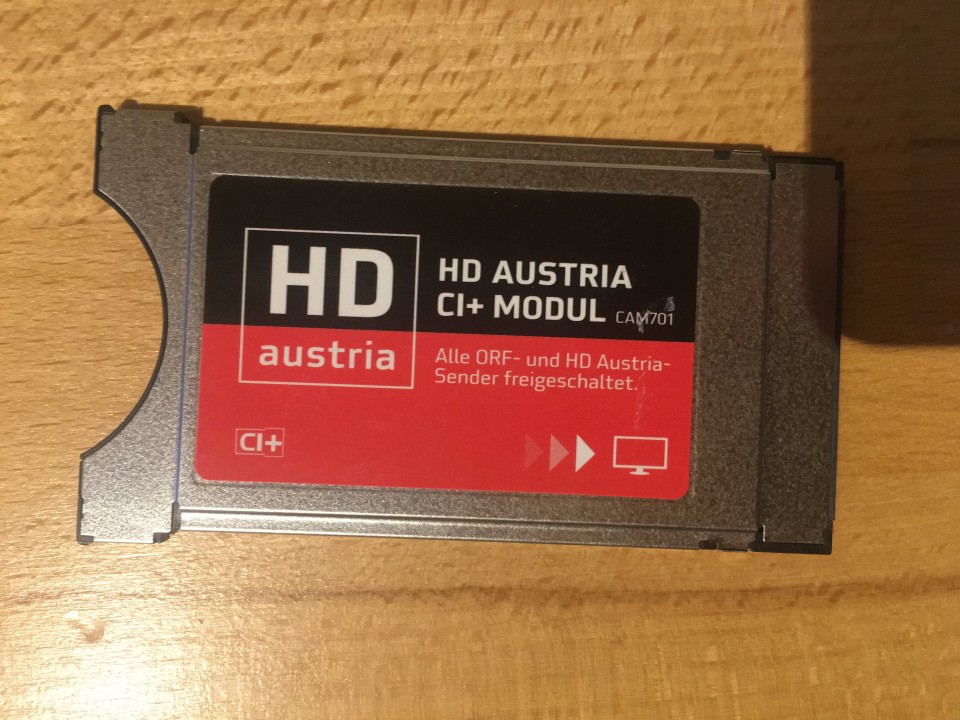 HD
austria
HD AUSTRIA
CI+ MODUL CAM701
Alle ORF- und HD Austria-
Sender freigeschaltet.
CI+